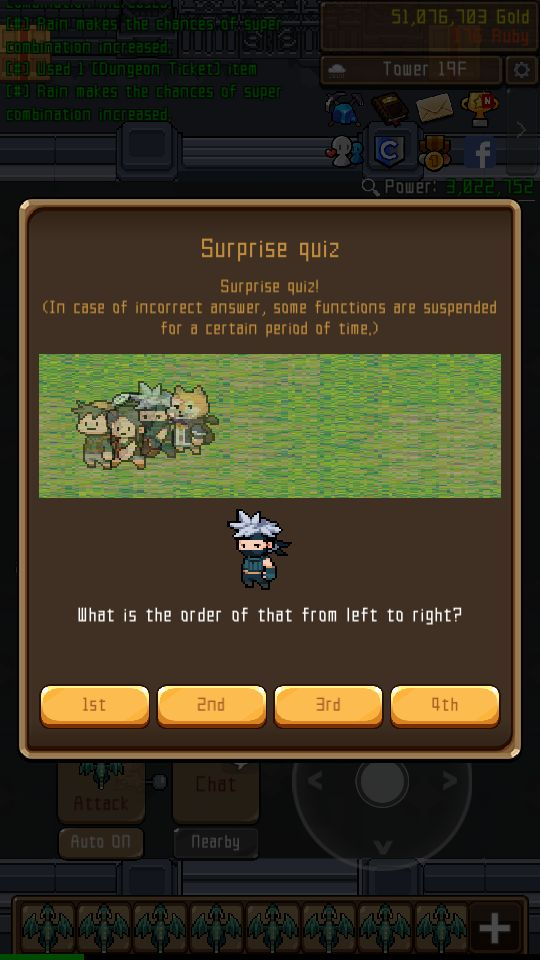 combination increased.
51,076,703 Gold
[#] Rain makes the chances of super
combination increased.
176 Ruby
[#] Used 1 [Dungeon Ticket] item
Tower 19F
[#] Rain makes the chances of super
combination increased.
N
C
f
Power: 3,022,752
Surprise quiz
Surprise quiz!
(In case of incorrect answer, some functions are suspended
for a certain period of time.)
What is the order of that from left to right?
1st
2nd
3rd
4th
Attack
Chat
Auto ON
Nearby